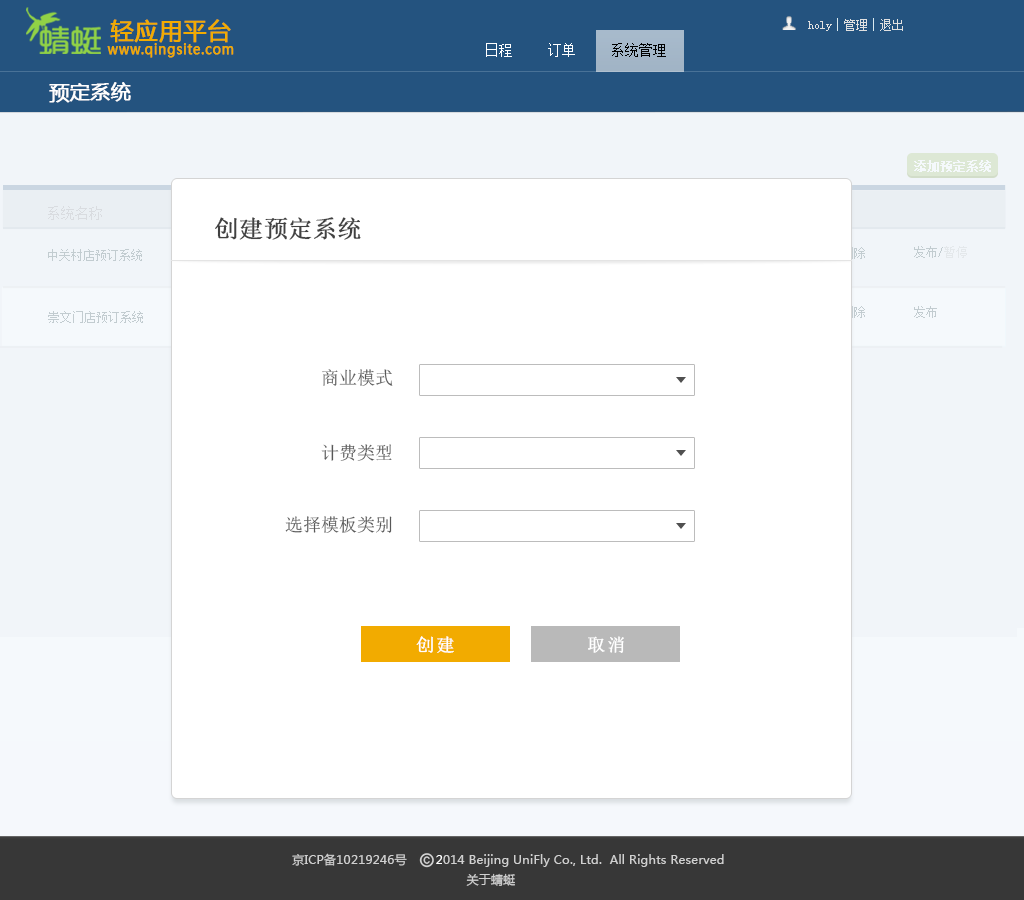 蜻蜓 轻应用平台
www.qingsite.com
日程 订单 系统管理
holy | 管理 | 退出
预定系统
添加预定系统
系统名称
中关村店预订系统 除 发布/暂停
崇文门店预订系统 除 发布
创建预定系统
商业模式
计费类型
选择模板类别
创建 取消
京ICP备10219246号 ©2014 Beijing UniFly Co., Ltd. All Rights Reserved
关于蜻蜓